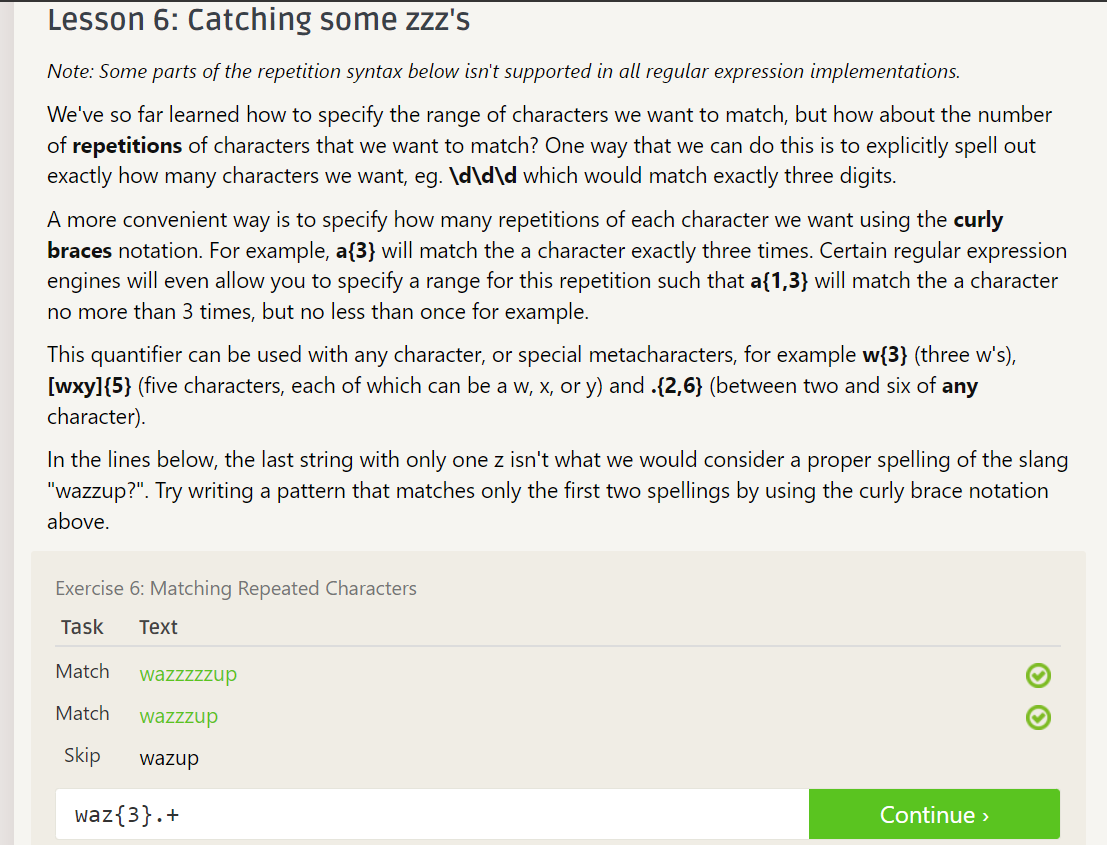 Lesson 6: Catching some zzz's
Note: Some parts of the repetition syntax below isn't supported in all regular expression implementations.
We've so far learned how to specify the range of characters we want to match, but how about the number
of repetitions of characters that we want to match? One way that we can do this is to explicitly spell out
exactly how many characters we want, eg. \d\d\d which would match exactly three digits.
A more convenient way is to specify how many repetitions of each character we want using the curly
braces notation. For example, a{3} will match the a character exactly three times. Certain regular expression
engines will even allow you to specify a range for this repetition such that a{1,3} will match the a character
no more than 3 times, but no less than once for example.
This quantifier can be used with any character, or special metacharacters, for example w{3} (three w's),
[wxy]{5} (five characters, each of which can be a w, x, or y) and .{2,6} (between two and six of any
character).
In the lines below, the last string with only one z isn't what we would consider a proper spelling of the slang
"wazzup?". Try writing a pattern that matches only the first two spellings by using the curly brace notation
above.
Exercise 6: Matching Repeated Characters
Task Text
Match wazzzzzup
Match wazzzup
Skip wazup
waz{3}.+ Continue ›